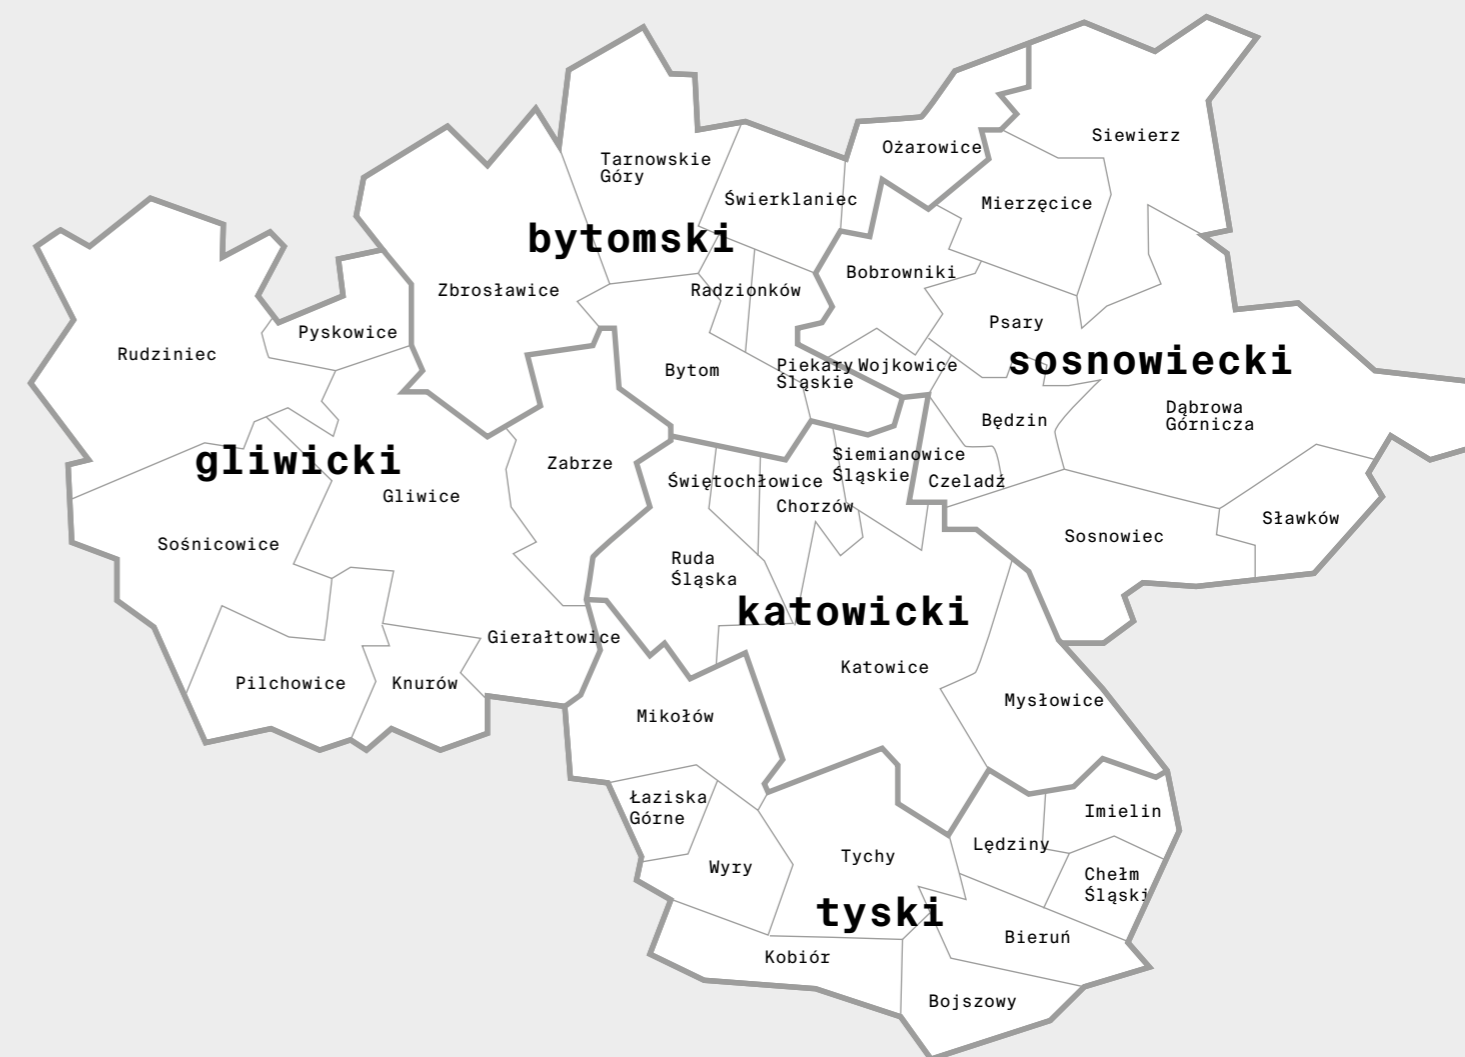 Siewierz
Ożarowice
Tarnowskie
Góry
Świerklaniec
Mierzęcice
bytomski
Bobrowniki
Zbrosławice
Radzionków
Psary
Pyskowice
Rudziniec
sosnowiecki
Bytom
Piekary
Śląskie
Wojkowice
Dąbrowa
Górnicza
Będzin
gliwicki
Zabrze
Siemianowice
Śląskie
Świętochłowice
Czeladź
Gliwice
Chorzów
Sławków
Sosnowiec
Sośnicowice
Ruda
Śląska
katowicki
Gierałtowice
Katowice
Pilchowice
Knurów
Mysłowice
Mikołów
Łaziska
Górne
Imielin
Lędziny
Tychy
Wyry
Chełm
Śląski
tyski
Bieruń
Kobiór
Bojszowy